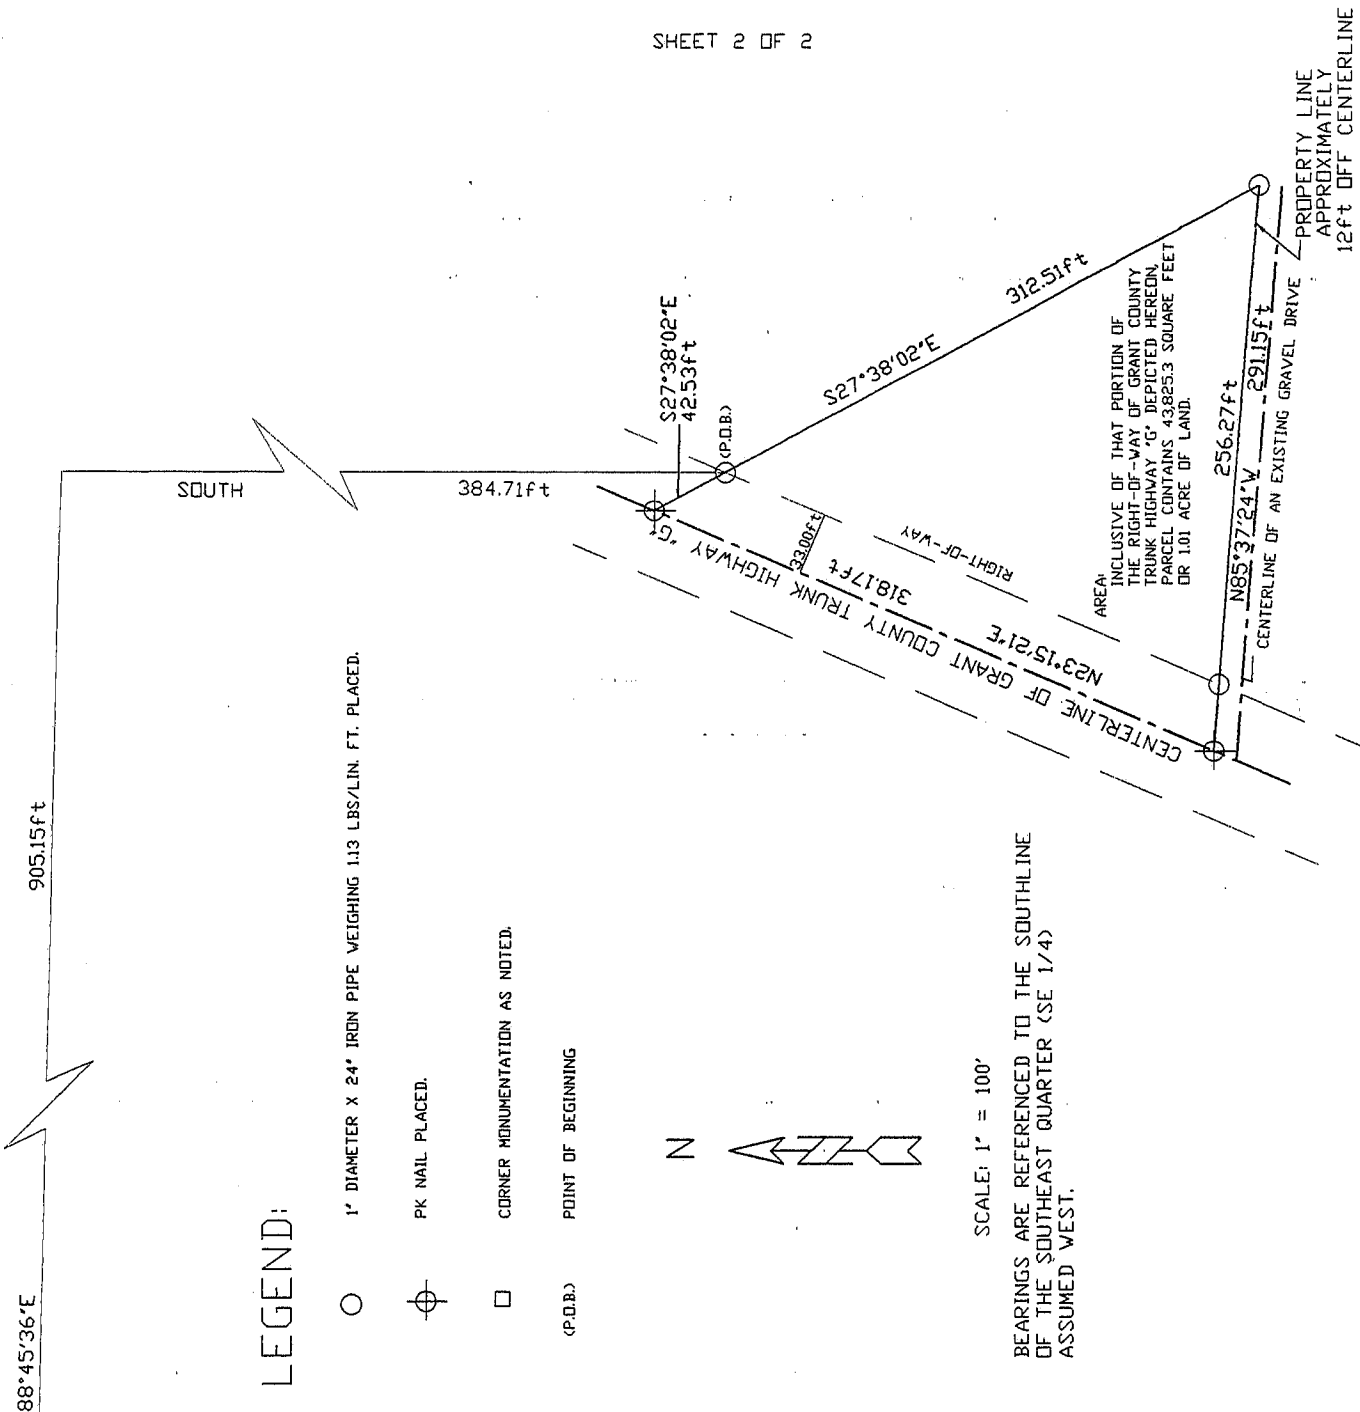 SHEET 2 OF 2
88°45'36"E
905.15ft
SOUTH
384.71ft
S27°38'02"E
42.53ft
(P.O.B.)
S27°38'02"E
312.51ft
CENTERLINE OF GRANT COUNTY TRUNK HIGHWAY "G"
33.00ft
318.17ft
N23°15'21"E
RIGHT-OF-WAY
AREA:
INCLUSIVE OF THAT PORTION OF
THE RIGHT-OF-WAY OF GRANT COUNTY
TRUNK HIGHWAY "G" DEPICTED HEREON,
PARCEL CONTAINS 43,825.3 SQUARE FEET
OR 1.01 ACRE OF LAND.
256.27ft
N85°37'24"W
291.15ft
CENTERLINE OF AN EXISTING GRAVEL DRIVE
PROPERTY LINE
APPROXIMATELY
12ft OFF CENTERLINE
LEGEND:
1" DIAMETER X 24" IRON PIPE WEIGHING 1.13 LBS/LIN. FT. PLACED.
PK NAIL PLACED.
CORNER MONUMENTATION AS NOTED.
(P.O.B.) POINT OF BEGINNING
N
SCALE: 1" = 100'
BEARINGS ARE REFERENCED TO THE SOUTHLINE
OF THE SOUTHEAST QUARTER (SE 1/4)
ASSUMED WEST.